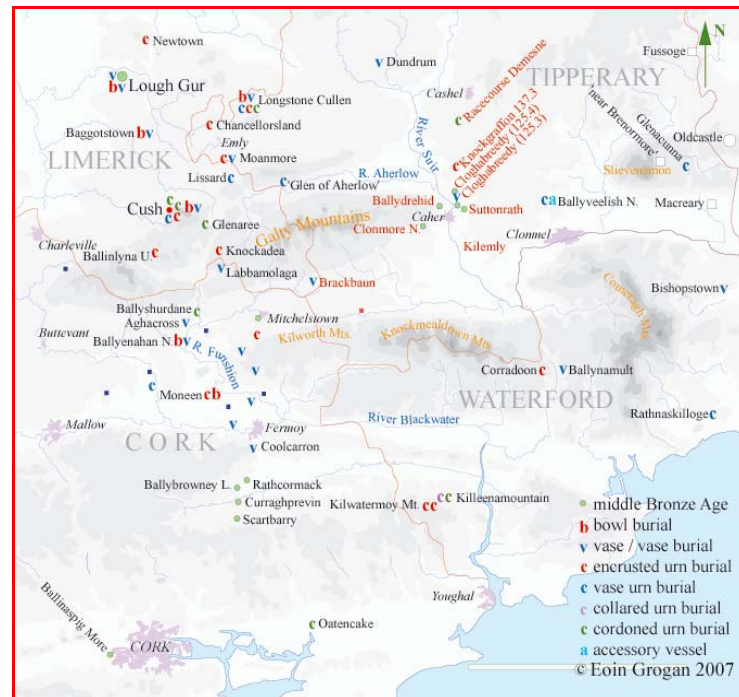 N
Newtown
Fussoge
TIPPERARY
v
Dundrum
Cashel
c Racecourse Demesne
v
b v
Lough Gur
b v
c c c
Longstone Cullen
'near Brenormore'
Glenacunna
Oldcastle
Baggotstown b v
c
Chancellorsland
Emly
River Suir
c Knockgraffon 137.3
Cloghabreedy (125.4)
Cloghabreedy (125.3)
LIMERICK
c v Moanmore
Lissard c
c 'Glen of Aherlow'
R. Aherlow
Slievenamon
c
v
Cush
c c b v
c c
c Glenaree
Ballydrehid
Caher
Suttonrath
c a Ballyveelish N.
Macreary
Galty Mountains
Clonmore N.
Clonmel
Charleville
Ballinlyna U. c
c Knockadea
v
Labbamolaga
v Brackbaun
Kilemly
Comeragh Mts.
Bishopstown v
Ballyshurdane c
Aghacross v
Mitchelstown
Buttevant
Ballyenahan N. b v
R. Funshion
c
v
v
Kilworth Mts.
Knockmealdown Mts.
c
Moneen c b
v
v
Corradoon c
v Ballynamult
WATERFORD
Rathnaskilloge c
Mallow
CORK
Fermoy
v Coolcarron
River Blackwater
Ballybrowney L.
Rathcormack
Curraghprevin
Scartbarry
c c Killeenamountain
Kilwatermoy Mt. c c
middle Bronze Age
b bowl burial
v vase / vase burial
c encrusted urn burial
c vase urn burial
c collared urn burial
c cordoned urn burial
a accessory vessel
© Eoin Grogan 2007
Youghal
c Oatencake
Ballinaspig More
CORK